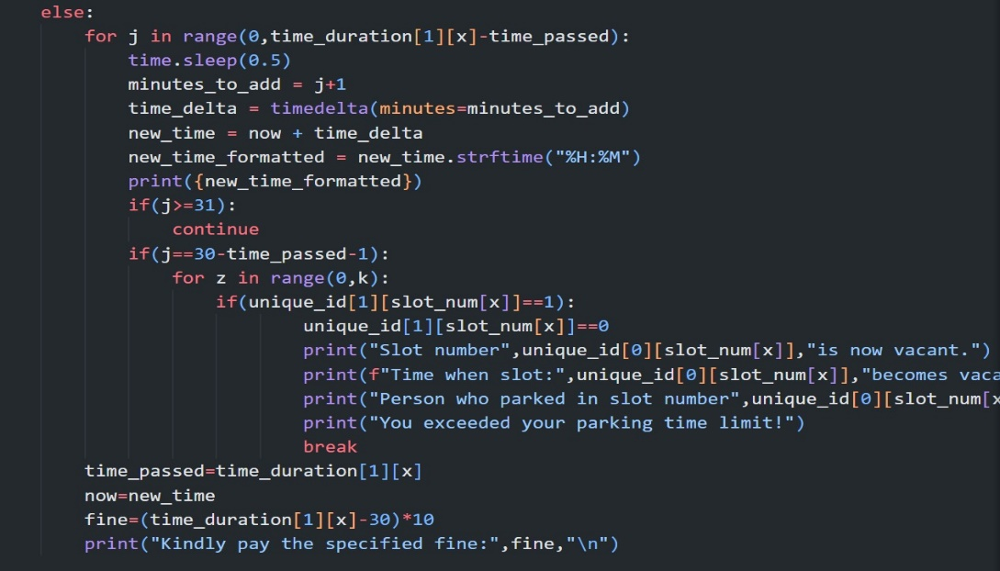 else:
for j in range(0,time_duration[1][x]-time_passed):
time.sleep(0.5)
minutes_to_add = j+1
time_delta = timedelta(minutes=minutes_to_add)
new_time = now + time_delta
new_time_formatted = new_time.strftime("%H:%M")
print({new_time_formatted})
if(j>=31):
continue
if(j==30-time_passed-1):
for z in range(0,k):
if(unique_id[1][slot_num[x]]==1):
unique_id[1][slot_num[x]]==0
print("Slot number",unique_id[0][slot_num[x]],"is now vacant.")
print(f"Time when slot:",unique_id[0][slot_num[x]],"becomes vaca
print("Person who parked in slot number",unique_id[0][slot_num[x
print("You exceeded your parking time limit!")
break
time_passed=time_duration[1][x]
now=new_time
fine=(time_duration[1][x]-30)*10
print("Kindly pay the specified fine:",fine,"\n")